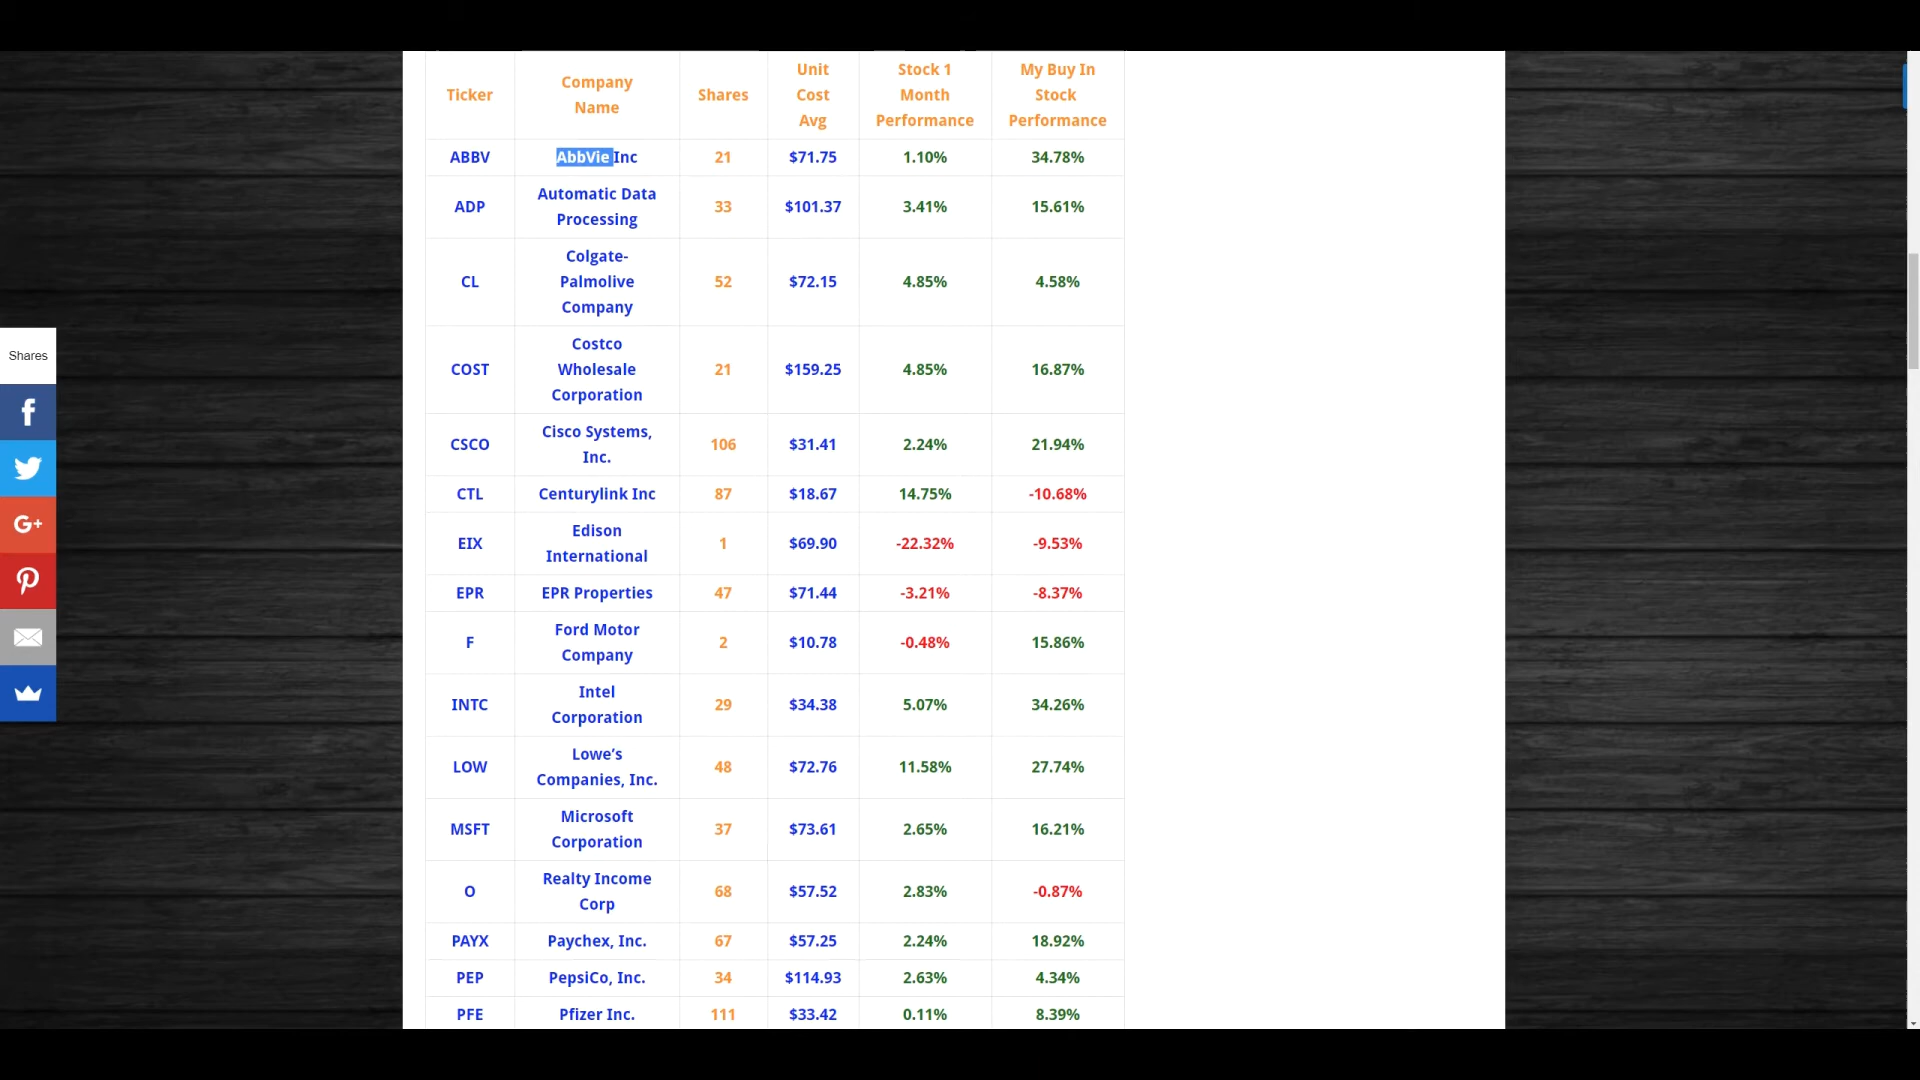 Ticker Company Name Shares Unit Cost Avg Stock 1 Month Performance My Buy In Stock Performance
ABBV AbbVie Inc 21 $71.75 1.10% 34.78%
ADP Automatic Data Processing 33 $101.37 3.41% 15.61%
CL Colgate-Palmolive Company 52 $72.15 4.85% 4.58%
COST Costco Wholesale Corporation 21 $159.25 4.85% 16.87%
CSCO Cisco Systems, Inc. 106 $31.41 2.24% 21.94%
CTL Centurylink Inc 87 $18.67 14.75% -10.68%
EIX Edison International 1 $69.90 -22.32% -9.53%
EPR EPR Properties 47 $71.44 -3.21% -8.37%
F Ford Motor Company 2 $10.78 -0.48% 15.86%
INTC Intel Corporation 29 $34.38 5.07% 34.26%
LOW Lowe’s Companies, Inc. 48 $72.76 11.58% 27.74%
MSFT Microsoft Corporation 37 $73.61 2.65% 16.21%
O Realty Income Corp 68 $57.52 2.83% -0.87%
PAYX Paychex, Inc. 67 $57.25 2.24% 18.92%
PEP PepsiCo, Inc. 34 $114.93 2.63% 4.34%
PFE Pfizer Inc. 111 $33.42 0.11% 8.39%
Shares
f
G+